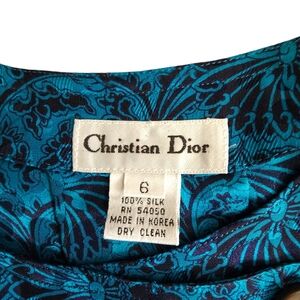 Christian Dior
6
100% SILK
RN 54050
MADE IN KOREA
DRY CLEAN